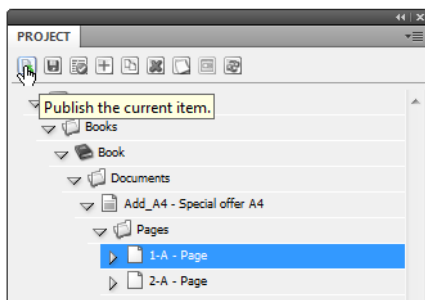 PROJECT
Publish the current item.
Books
Book
Documents
Add_A4 - Special offer A4
Pages
1-A - Page
2-A - Page